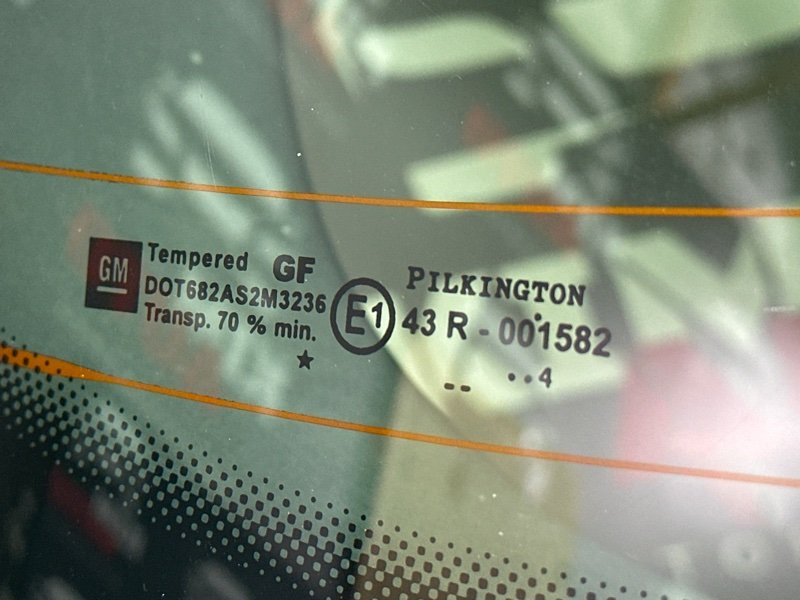 GM
Tempered GF
DOT682AS2M3236
Transp. 70 % min.
★
E1
PILKINGTON
43 R - 001582
-- ··4